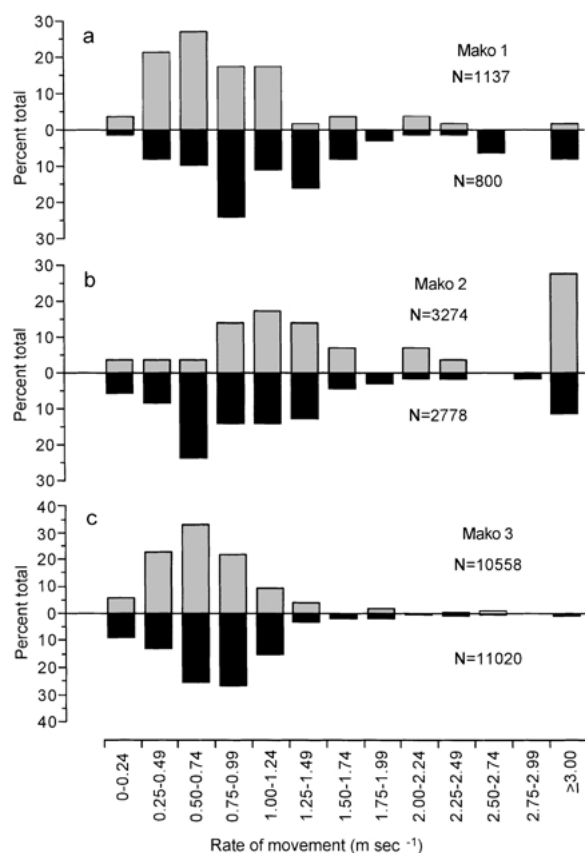 a
Mako 1
N=1137
Percent total
30
20
10
0
10
20
30
N=800
b
Mako 2
N=3274
Percent total
30
20
10
0
10
20
30
N=2778
c
Mako 3
N=10558
Percent total
40
30
20
10
0
10
20
30
40
N=11020
0-0.24
0.25-0.49
0.50-0.74
0.75-0.99
1.00-1.24
1.25-1.49
1.50-1.74
1.75-1.99
2.00-2.24
2.25-2.49
2.50-2.74
2.75-2.99
≥3.00
Rate of movement (m sec -1)